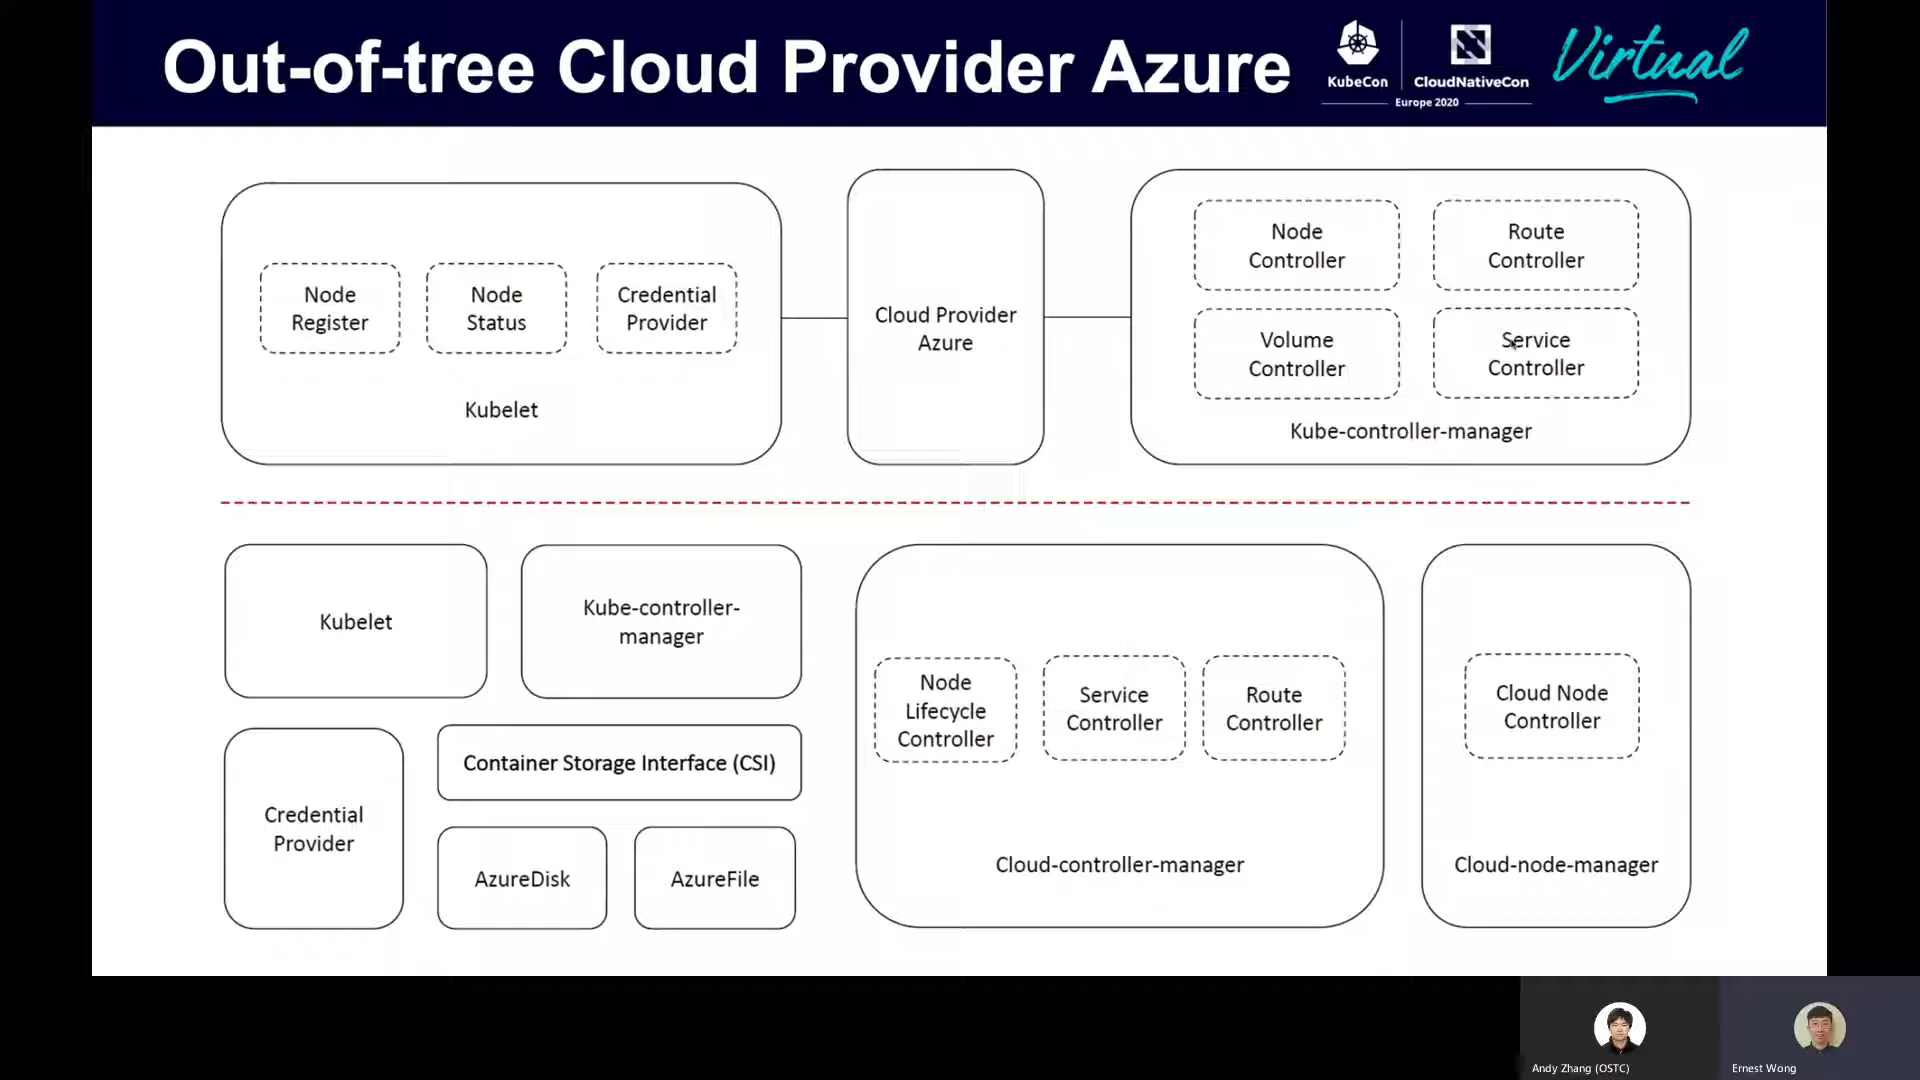 Out-of-tree Cloud Provider Azure
KubeCon
CloudNativeCon
Europe 2020
Virtual
Node
Register
Node
Status
Credential
Provider
Kubelet
Cloud Provider
Azure
Node
Controller
Route
Controller
Volume
Controller
Service
Controller
Kube-controller-manager
Kubelet
Kube-controller-
manager
Credential
Provider
Container Storage Interface (CSI)
AzureDisk
AzureFile
Node
Lifecycle
Controller
Service
Controller
Route
Controller
Cloud-controller-manager
Cloud Node
Controller
Cloud-node-manager
Andy Zhang (OSTC)
Ernest Wong